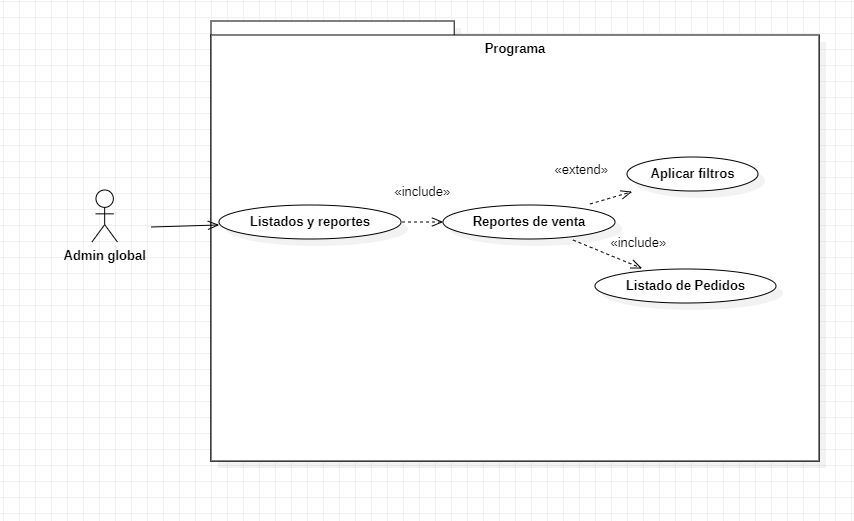 Programa
«extend»
Aplicar filtros
«include»
Listados y reportes
Reportes de venta
«include»
Admin global
Listado de Pedidos